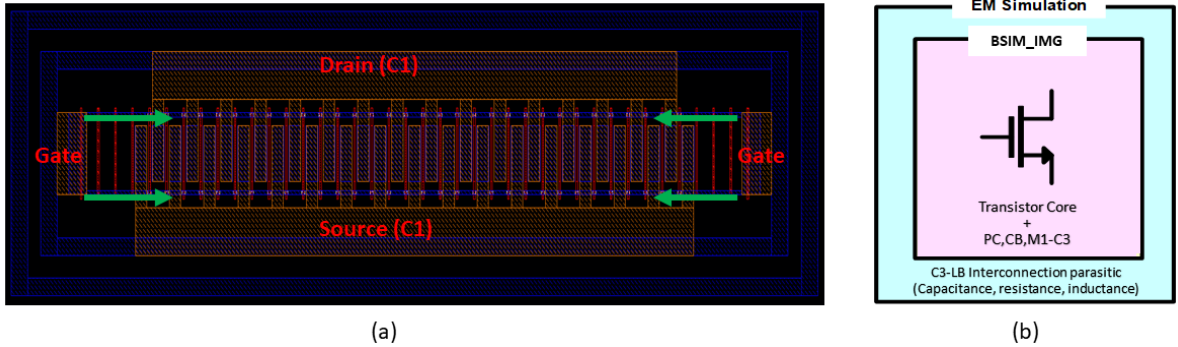 Drain (C1)
Gate
Gate
Source (C1)
(a)
EM Simulation
BSIM_IMG
Transistor Core
+
PC,CB,M1-C3
C3-LB Interconnection parasitic
(Capacitance, resistance, inductance)
(b)